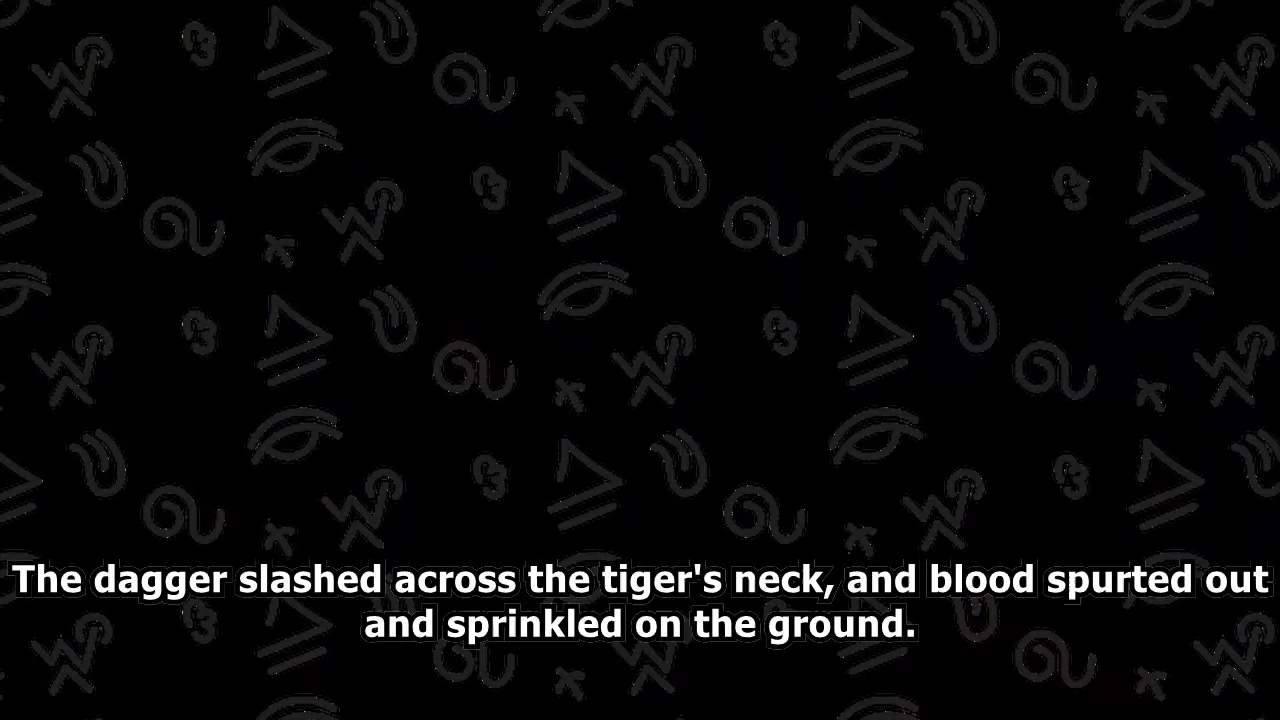 The dagger slashed across the tiger's neck, and blood spurted out
and sprinkled on the ground.